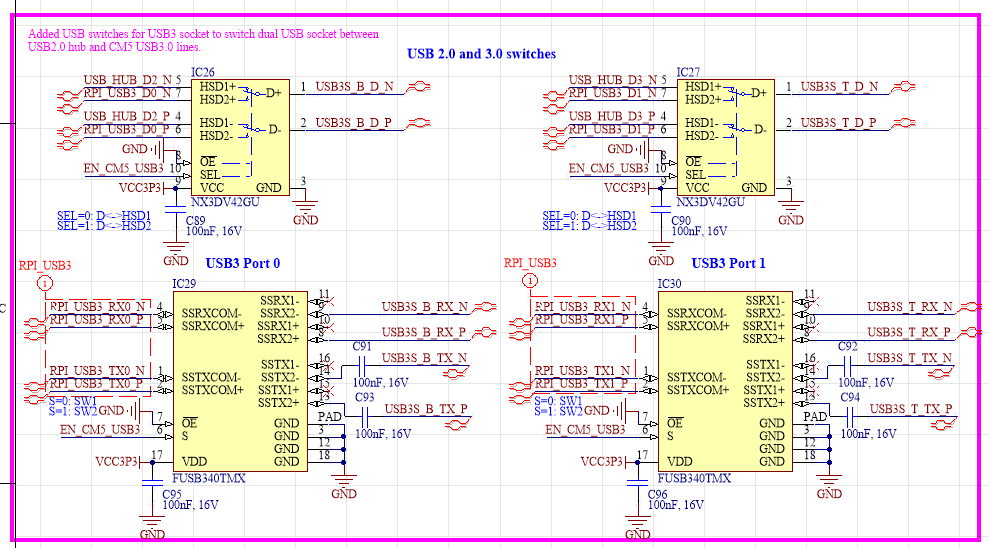 Added USB switches for USB3 socket to switch dual USB socket between
USB2.0 hub and CM5 USB3.0 lines.
USB 2.0 and 3.0 switches
IC26
USB_HUB_D2_N 5 HSD1+
RPI_USB3_D0_N 7 HSD2+
D+ 1 USB3S_B_D_N
USB_HUB_D2_P 4 HSD1-
RPI_USB3_D0_P 6 HSD2-
D- 2 USB3S_B_D_P
GND 8 OE
EN_CM5_USB3 10 SEL
VCC3P3 9 VCC
GND 3
NX3DV42GU
GND
SEL=0: D<->HSD1
SEL=1: D<->HSD2
C89
100nF, 16V
GND
IC27
USB_HUB_D3_N 5 HSD1+
RPI_USB3_D1_N 7 HSD2+
D+ 1 USB3S_T_D_N
USB_HUB_D3_P 4 HSD1-
RPI_USB3_D1_P 6 HSD2-
D- 2 USB3S_T_D_P
GND 8 OE
EN_CM5_USB3 10 SEL
VCC3P3 9 VCC
GND 3
NX3DV42GU
GND
SEL=0: D<->HSD1
SEL=1: D<->HSD2
C90
100nF, 16V
GND
USB3 Port 0
RPI_USB3
1
IC29
RPI_USB3_RX0_N 4 SSRXCOM-
RPI_USB3_RX0_P SSRXCOM+
SSRX1- 11
SSRX2- 9 USB3S_B_RX_N
SSRX1+ 10
SSRX2+ 8 USB3S_B_RX_P
RPI_USB3_TX0_N 1 SSTXCOM-
RPI_USB3_TX0_P 2 SSTXCOM+
SSTX1- 16
SSTX2- 14 C91 USB3S_B_TX_N
100nF, 16V
SSTX1+
SSTX2+ 13 C93 USB3S_B_TX_P
100nF, 16V
S=0: SW1
S=1: SW2
GND 7 OE
EN_CM5_USB3 6 S
GND PAD
GND 3
GND 12
GND 18
VCC3P3 17 VDD
FUSB340TMX
GND
C95
100nF, 16V
GND
USB3 Port 1
RPI_USB3
1
IC30
RPI_USB3_RX1_N 4 SSRXCOM-
RPI_USB3_RX1_P SSRXCOM+
SSRX1- 11
SSRX2- 9 USB3S_T_RX_N
SSRX1+ 10
SSRX2+ 8 USB3S_T_RX_P
RPI_USB3_TX1_N 1 SSTXCOM-
RPI_USB3_TX1_P 2 SSTXCOM+
SSTX1- 16
SSTX2- 14 C92 USB3S_T_TX_N
100nF, 16V
SSTX1+
SSTX2+ 13 C94 USB3S_T_TX_P
100nF, 16V
S=0: SW1
S=1: SW2
GND 7 OE
EN_CM5_USB3 6 S
GND PAD
GND 3
GND 12
GND 18
VCC3P3 17 VDD
FUSB340TMX
GND
C96
100nF, 16V
GND
C